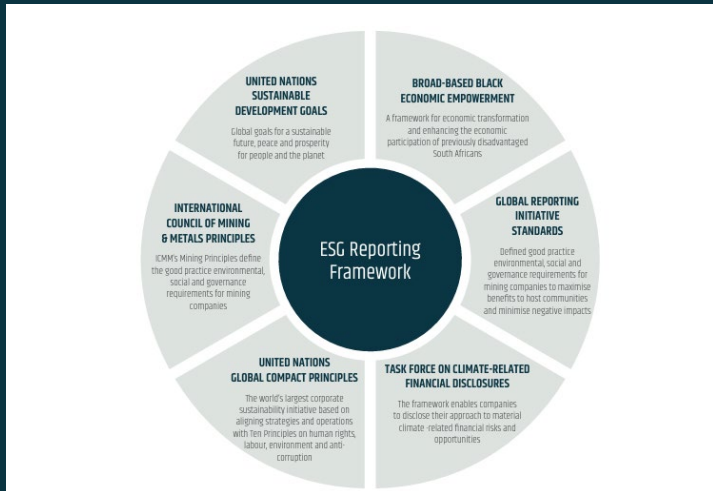 UNITED NATIONS
SUSTAINABLE
DEVELOPMENT GOALS
Global goals for a sustainable
future, peace and prosperity
for people and the planet
BROAD-BASED BLACK
ECONOMIC EMPOWERMENT
A framework for economic transformation
and enhancing the economic
participation of previously disadvantaged
South Africans
INTERNATIONAL
COUNCIL OF MINING
& METALS PRINCIPLES
ICMM's Mining Principles define
the good practice environmental,
social and governance
requirements for mining
companies
ESG Reporting
Framework
GLOBAL REPORTING
INITIATIVE
STANDARDS
Defined good practice
environmental, social and
governance requirements for
mining companies to maximise
benefits to host communities
and minimise negative impacts
UNITED NATIONS
GLOBAL COMPACT PRINCIPLES
The world's largest corporate
sustainability initiative based on
aligning strategies and operations
with Ten Principles on human rights,
labour, environment and anti-
corruption
TASK FORCE ON CLIMATE-RELATED
FINANCIAL DISCLOSURES
The framework enables companies
to disclose their approach to material
climate -related financial risks and
opportunities